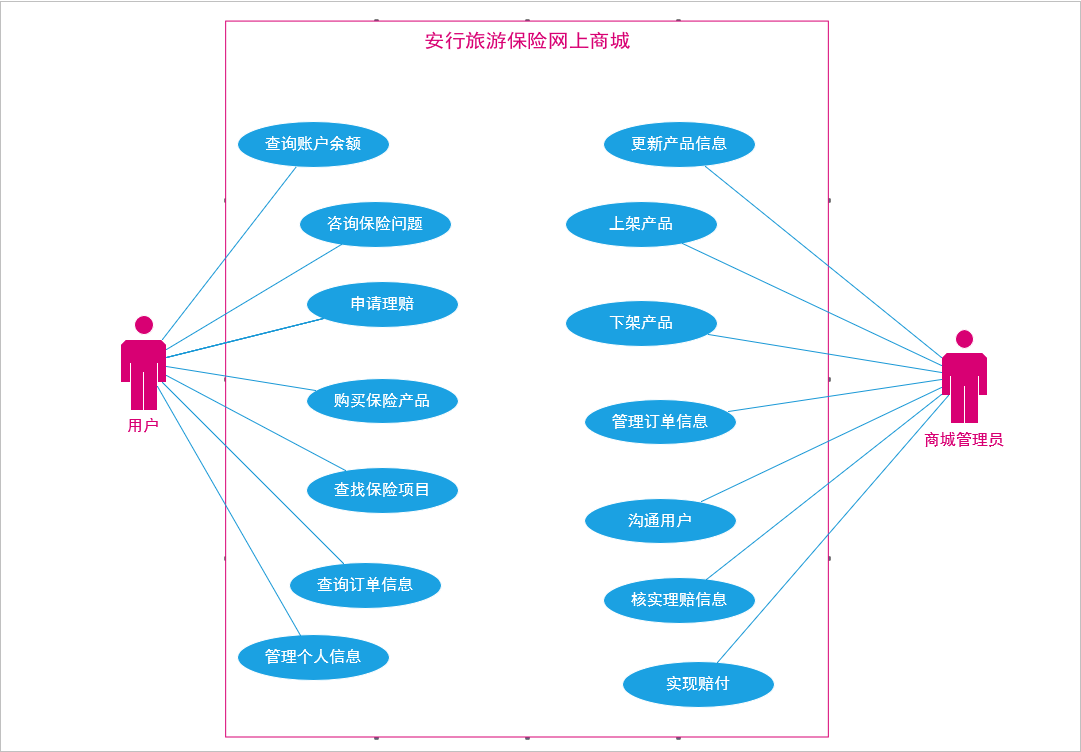 安行旅游保险网上商城
查询账户余额
更新产品信息
咨询保险问题
上架产品
申请理赔
下架产品
购买保险产品
管理订单信息
用户
商城管理员
查找保险项目
沟通用户
查询订单信息
核实理赔信息
管理个人信息
实现赔付